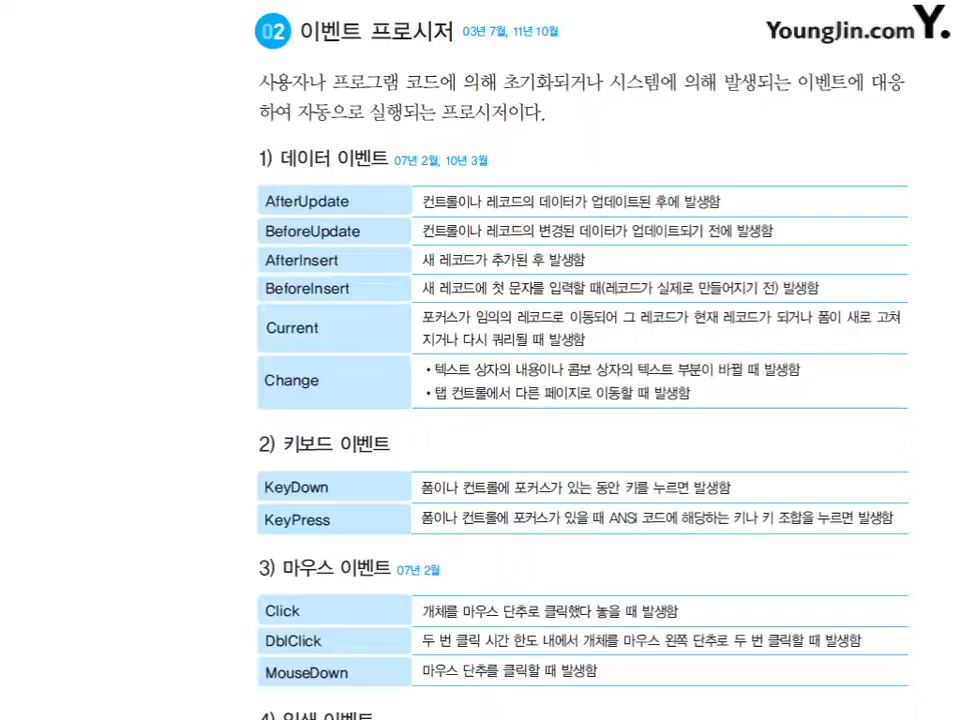 02 이벤트 프로시저 03년 7월, 11년 10월
YoungJin.com Y.
사용자나 프로그램 코드에 의해 초기화되거나 시스템에 의해 발생되는 이벤트에 대응
하여 자동으로 실행되는 프로시저이다.
1) 데이터 이벤트 07년 2월, 10년 3월
AfterUpdate 컨트롤이나 레코드의 데이터가 업데이트된 후에 발생함
BeforeUpdate 컨트롤이나 레코드의 변경된 데이터가 업데이트되기 전에 발생함
AfterInsert 새 레코드가 추가된 후 발생함
BeforeInsert 새 레코드에 첫 문자를 입력할 때(레코드가 실제로 만들어지기 전) 발생함
Current 포커스가 임의의 레코드로 이동되어 그 레코드가 현재 레코드가 되거나 폼이 새로 고쳐
지거나 다시 쿼리될 때 발생함
Change •텍스트 상자의 내용이나 콤보 상자의 텍스트 부분이 바뀔 때 발생함
•탭 컨트롤에서 다른 페이지로 이동할 때 발생함
2) 키보드 이벤트
KeyDown 폼이나 컨트롤에 포커스가 있는 동안 키를 누르면 발생함
KeyPress 폼이나 컨트롤에 포커스가 있을 때 ANSI 코드에 해당하는 키나 키 조합을 누르면 발생함
3) 마우스 이벤트 07년 2월
Click 개체를 마우스 단추로 클릭했다 놓을 때 발생함
DblClick 두 번 클릭 시간 한도 내에서 개체를 마우스 왼쪽 단추로 두 번 클릭할 때 발생함
MouseDown 마우스 단추를 클릭할 때 발생함
4) 인쇄 이벤트